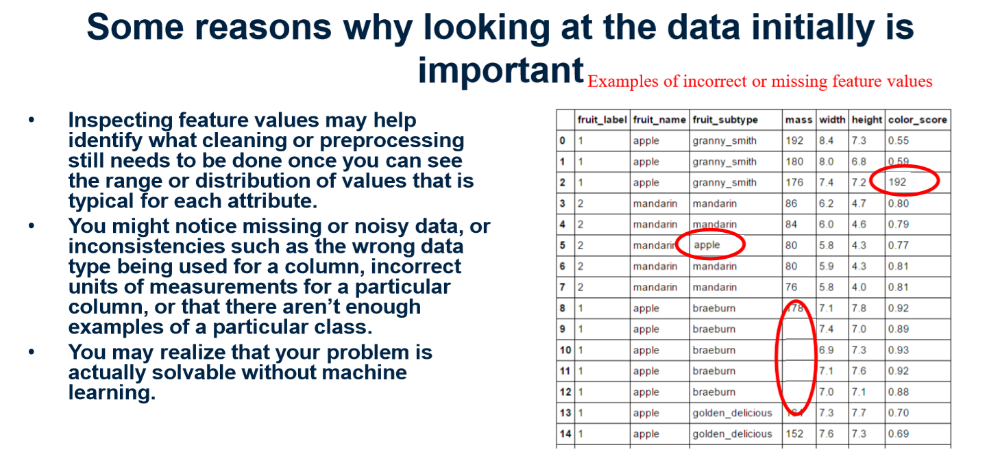 Some reasons why looking at the data initially is
important
Examples of incorrect or missing feature values
• Inspecting feature values may help
identify what cleaning or preprocessing
still needs to be done once you can see
the range or distribution of values that is
typical for each attribute.
• You might notice missing or noisy data, or
inconsistencies such as the wrong data
type being used for a column, incorrect
units of measurements for a particular
column, or that there aren’t enough
examples of a particular class.
• You may realize that your problem is
actually solvable without machine
learning.
fruit_label fruit_name fruit_subtype mass width height color_score
0 1 apple granny_smith 192 8.4 7.3 0.55
1 1 apple granny_smith 180 8.0 6.8 0.59
2 1 apple granny_smith 176 7.4 7.2 192
3 2 mandarin mandarin 86 6.2 4.7 0.80
4 2 mandarin mandarin 84 6.0 4.6 0.79
5 2 mandarin apple 80 5.8 4.3 0.77
6 2 mandarin mandarin 80 5.9 4.3 0.81
7 2 mandarin mandarin 76 5.8 4.0 0.81
8 1 apple braeburn 178 7.1 7.8 0.92
9 1 apple braeburn 7.4 7.0 0.89
10 1 apple braeburn 6.9 7.3 0.93
11 1 apple braeburn 7.1 7.6 0.92
12 1 apple braeburn 7.0 7.1 0.88
13 1 apple golden_delicious 164 7.3 7.7 0.70
14 1 apple golden_delicious 152 7.6 7.3 0.69